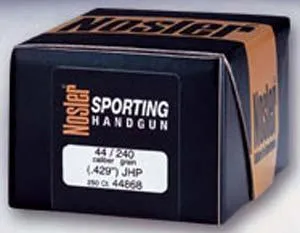 Nosler
Nosler
SPORTING
HANDGUN
44 / 240
caliber grain
(.429") JHP
250 Ct. 44868